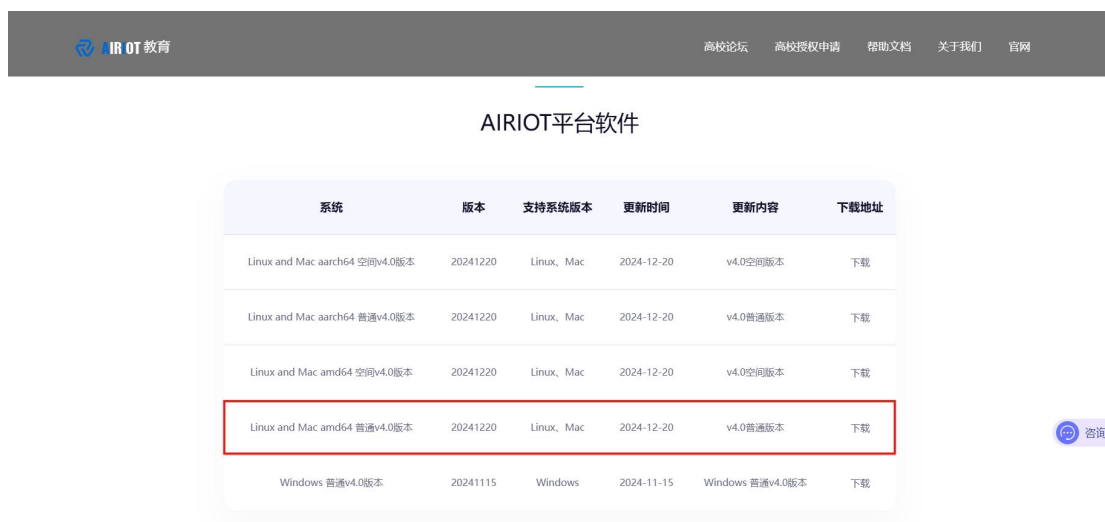 AIRIOT 教育 高校论坛 高校授权申请 帮助文档 关于我们 官网
AIRIOT平台软件
系统 版本 支持系统版本 更新时间 更新内容 下载地址
Linux and Mac aarch64 空间v4.0版本 20241220 Linux、Mac 2024-12-20 v4.0空间版本 下载
Linux and Mac aarch64 普通v4.0版本 20241220 Linux、Mac 2024-12-20 v4.0普通版本 下载
Linux and Mac amd64 空间v4.0版本 20241220 Linux、Mac 2024-12-20 v4.0空间版本 下载
Linux and Mac amd64 普通v4.0版本 20241220 Linux、Mac 2024-12-20 v4.0普通版本 下载
咨询
Windows 普通v4.0版本 20241115 Windows 2024-11-15 Windows 普通v4.0版本 下载